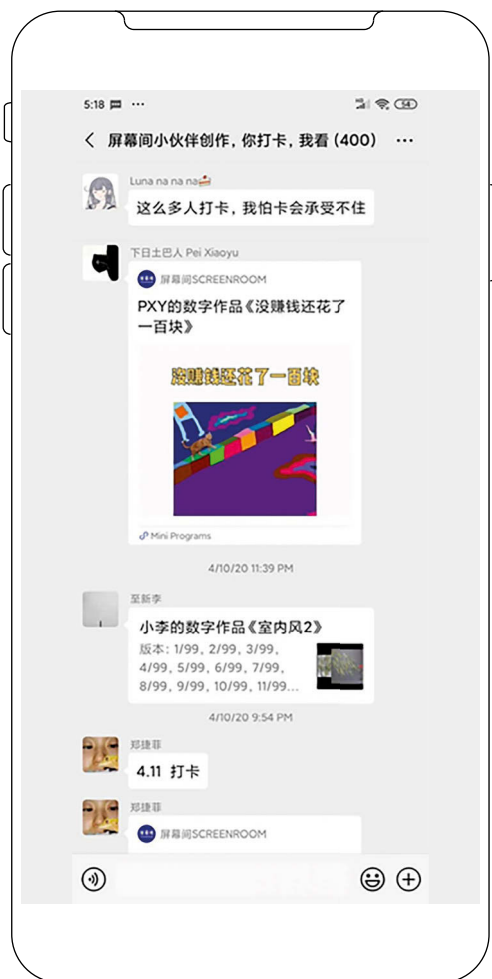 5:18
54
屏幕间小伙伴创作，你打卡，我看 (400)
Luna na na na
这么多人打卡，我怕卡会承受不住
下日土巴人 Pei Xiaoyu
屏幕间SCREENROOM
PXY的数字作品《没赚钱还花了
一百块》
没赚钱还花了一百块
Mini Programs
4/10/20 11:39 PM
至新李
小李的数字作品《室内风2》
版本：1/99，2/99，3/99，
4/99，5/99，6/99，7/99，
8/99，9/99，10/99，11/99...
4/10/20 9:54 PM
郑捷菲
4.11 打卡
郑捷菲
屏幕间SCREENROOM